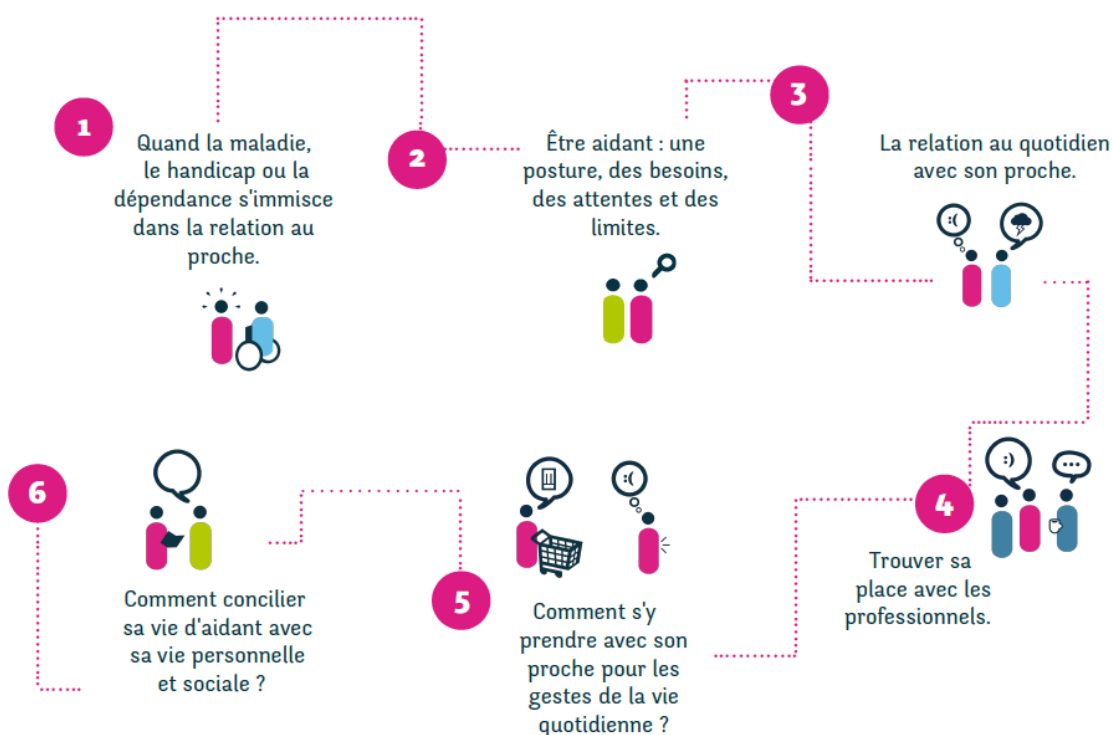 1
Quand la maladie,
le handicap ou la
dépendance s'immisce
dans la relation au
proche.
2
Être aidant : une
posture, des besoins,
des attentes et des
limites.
3
La relation au quotidien
avec son proche.
:(
4
:)
...
Trouver sa
place avec les
professionnels.
5
:(
Comment s'y
prendre avec son
proche pour les
gestes de la vie
quotidienne ?
6
Comment concilier
sa vie d'aidant avec
sa vie personnelle
et sociale ?